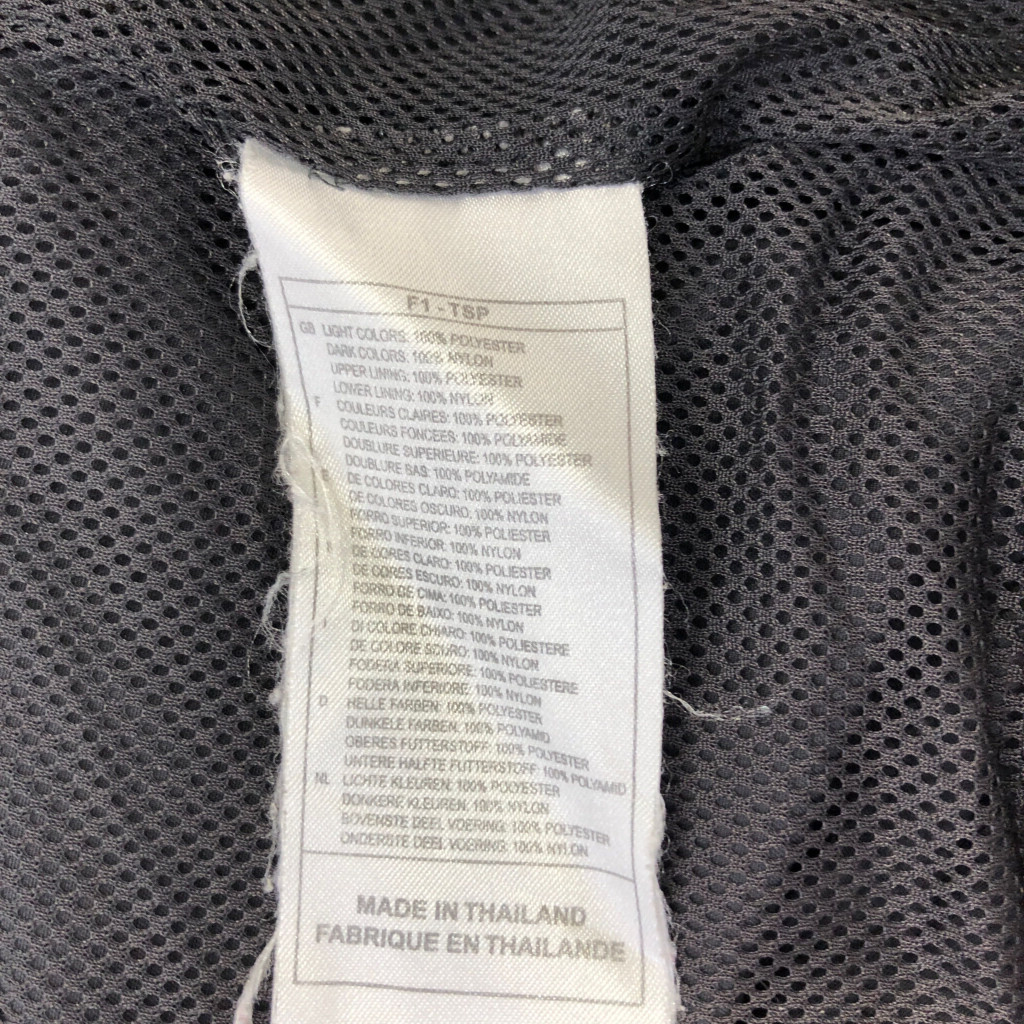 F1 - TSP
GB LIGHT COLORS: 100% POLYESTER
DARK COLORS: 100% NYLON
UPPER LINING: 100% POLYESTER
LOWER LINING: 100% NYLON
F COULEURS CLAIRES: 100% POLYESTER
COULEURS FONCEES: 100% POLYAMIDE
DOUBLURE SUPERIEURE: 100% POLYESTER
DOUBLURE BAS: 100% POLYAMIDE
DE COLORES CLARO: 100% POLIESTER
DE COLORES OSCURO: 100% NYLON
FORRO SUPERIOR: 100% POLIESTER
FORRO INFERIOR: 100% NYLON
DE CORES CLARO: 100% POLIESTER
DE CORES ESCURO: 100% NYLON
FORRO DE CIMA: 100% POLIESTER
FORRO DE BAIXO: 100% NYLON
I DI COLORE CHIARO: 100% POLIESTERE
DE COLORE SCURO: 100% NYLON
FODERA SUPERIORE: 100% POLIESTERE
FODERA INFERIORE: 100% NYLON
D HELLE FARBEN: 100% POLYESTER
DUNKELE FARBEN: 100% POLYAMID
OBERES FUTTERSTOFF: 100% POLYESTER
UNTERE HALFTE FUTTERSTOFF: 100% POLYAMID
NL LICHTE KLEUREN: 100% POLYESTER
DONKERE KLEUREN: 100% NYLON
BOVENSTE DEEL VOERING: 100% POLYESTER
ONDERSTE DEEL VOERING: 100% NYLON
MADE IN THAILAND
FABRIQUE EN THAILANDE